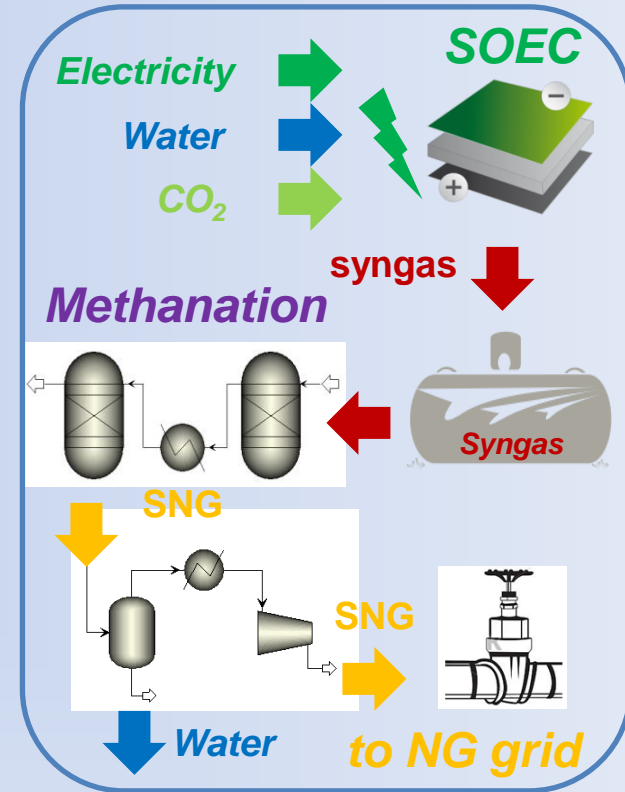 SOEC
Electricity
Water
CO₂
−
+
syngas
Methanation
Syngas
SNG
SNG
Water
to NG grid